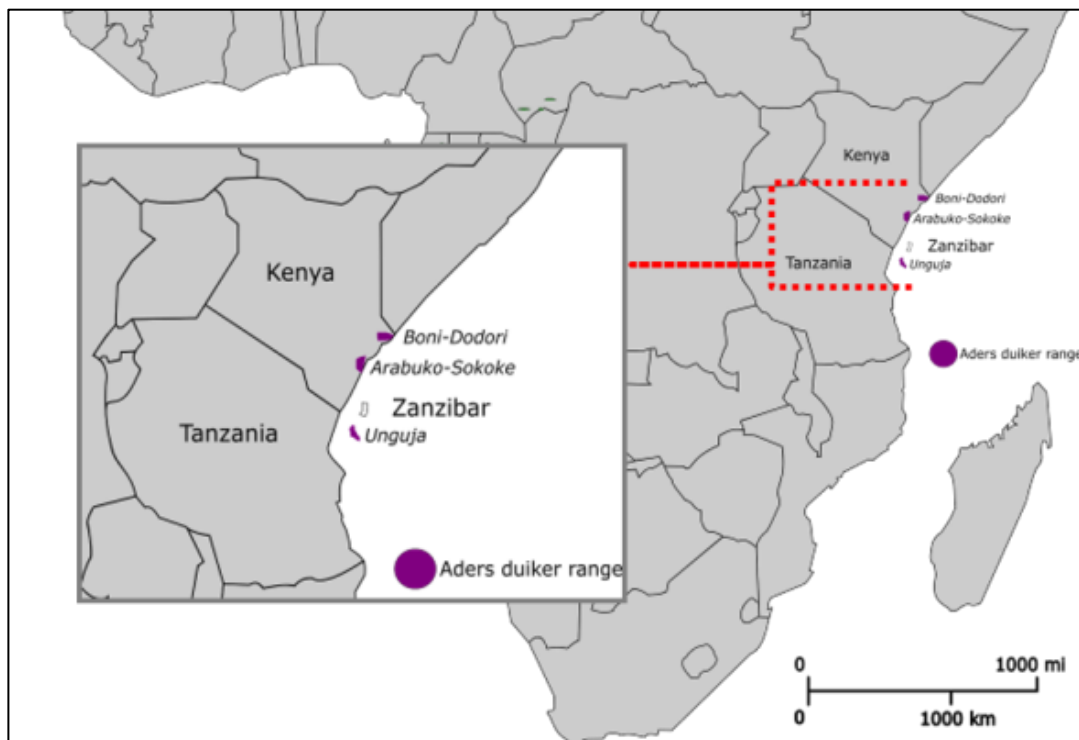 Kenya
Boni-Dodori
Arabuko-Sokoke
Zanzibar
Unguja
Tanzania
Aders duiker range
Kenya
Boni-Dodori
Arabuko-Sokoke
Zanzibar
Unguja
Tanzania
Aders duiker range
0 1000 mi
0 1000 km